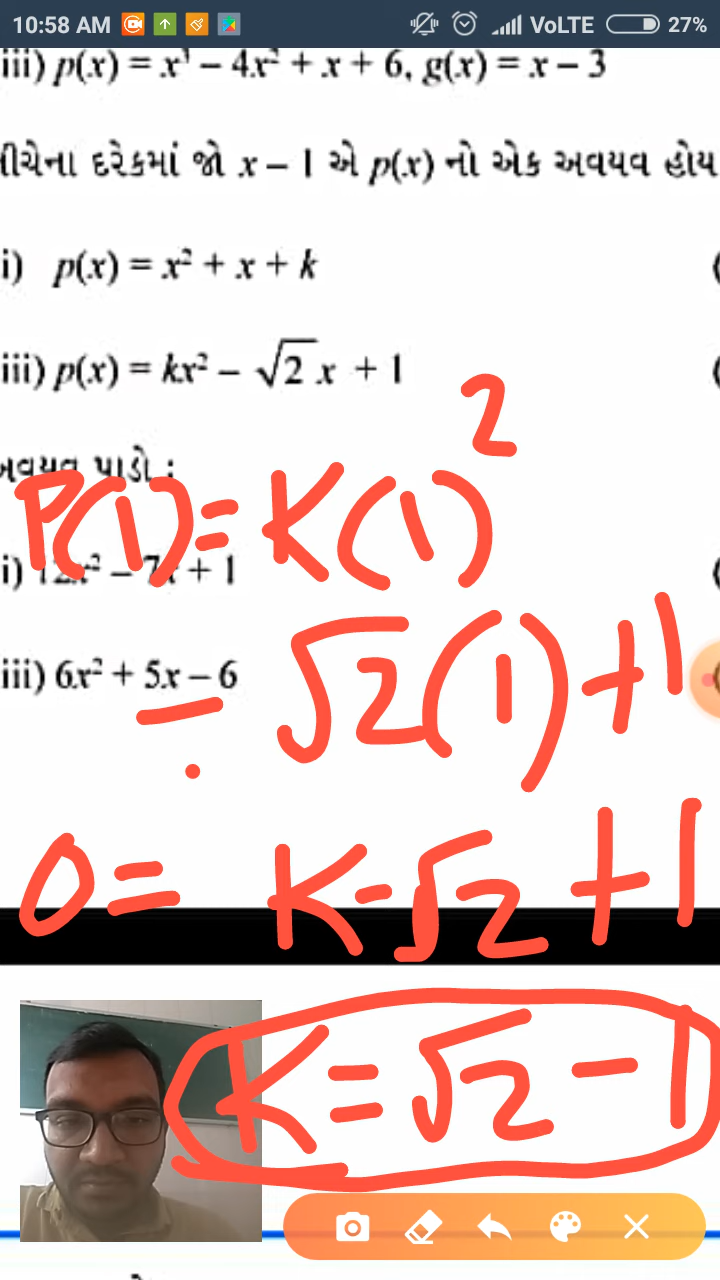 10:58 AM VoLTE 27%
iii) p(x) = x³ – 4x² + x + 6, g(x) = x – 3
નીચેના દરેકમાં જો x – 1 એ p(x) નો એક અવયવ હોય
i) p(x) = x² + x + k
iii) p(x) = kx² – √2 x + 1
અવયવ પાડો :
P(1) = K(1)²
i) 12x² – 7x + 1
– √2(1) + 1
iii) 6x² + 5x – 6
0 = K - √2 + 1
K = √2 - 1